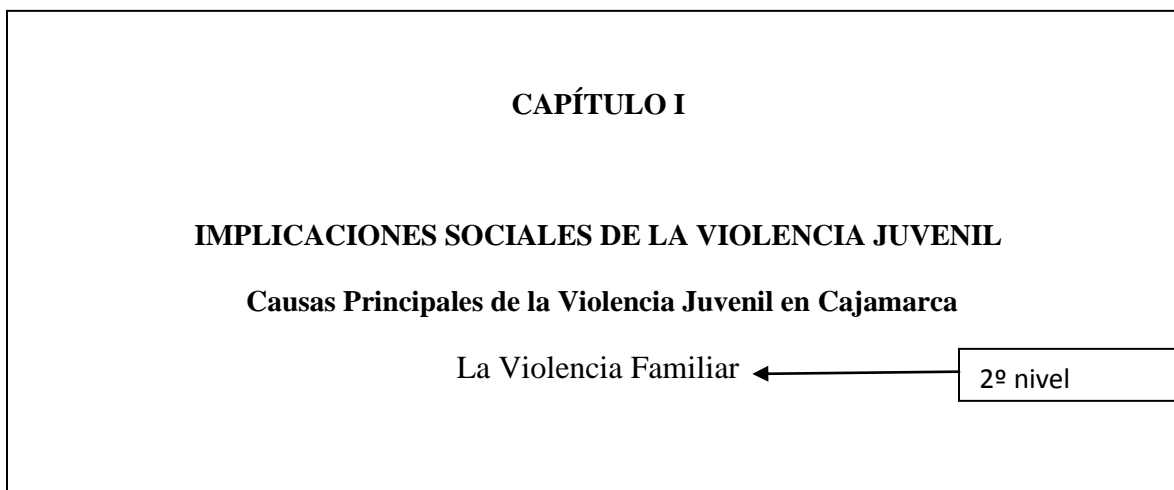 CAPÍTULO I
IMPLICACIONES SOCIALES DE LA VIOLENCIA JUVENIL
Causas Principales de la Violencia Juvenil en Cajamarca
La Violencia Familiar
2º nivel